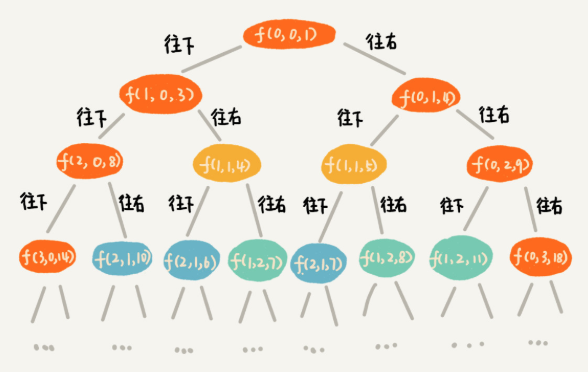 f(0,0,1)
往下 往右
f(1,0,3) f(0,1,4)
往下 往右 往下 往右
f(2,0,8) f(1,1,4) f(1,1,5) f(0,2,9)
往下 往右 往下 往右 往下 往右 往下 往右
f(3,0,14) f(2,1,10) f(2,1,6) f(1,2,7) f(2,1,7) f(1,2,8) f(1,2,11) f(0,3,18)
... ... ... ... ... ... ... ...